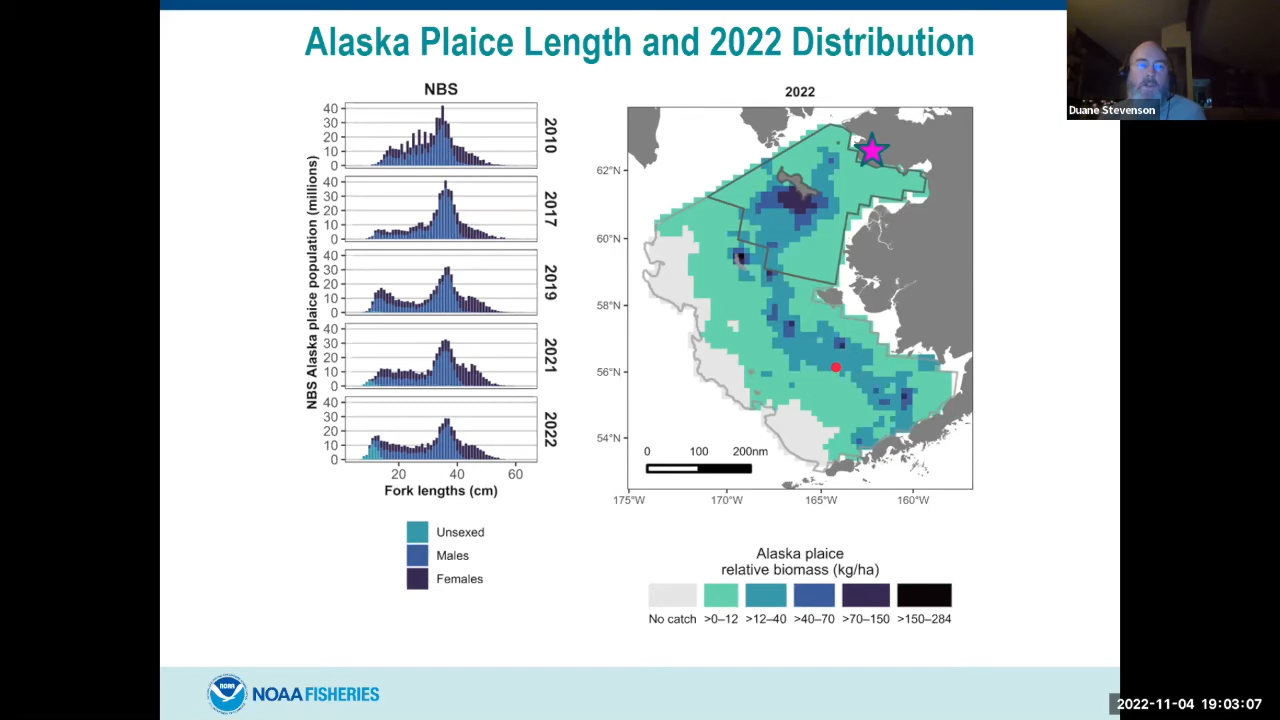 Alaska Plaice Length and 2022 Distribution
Duane Stevenson
NBS
NBS Alaska plaice population (millions)
40
30
20
10
0
2010
40
30
20
10
0
2017
40
30
20
10
0
2019
40
30
20
10
0
2021
40
30
20
10
0
2022
20 40 60
Fork lengths (cm)
Unsexed
Males
Females
2022
62°N
60°N
58°N
56°N
54°N
0 100 200nm
175°W 170°W 165°W 160°W
Alaska plaice
relative biomass (kg/ha)
No catch >0–12 >12–40 >40–70 >70–150 >150–284
NOAA
NOAA FISHERIES
2022-11-04 19:03:07